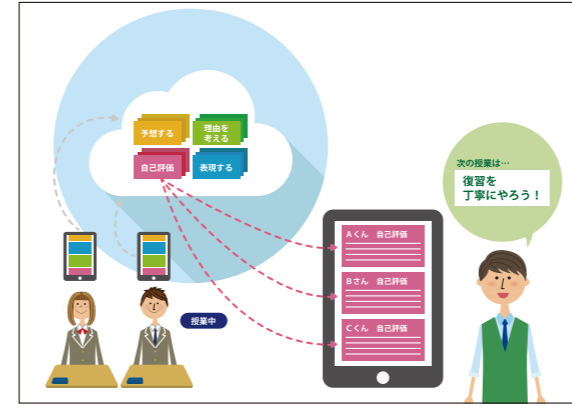 予想する
理由を
考える
自己評価
表現する
授業中
Aくん 自己評価
Bさん 自己評価
Cくん 自己評価
次の授業は…
復習を
丁寧にやろう！